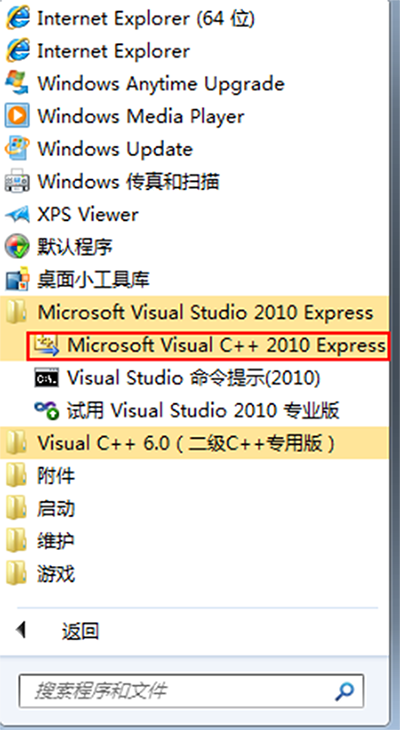 Internet Explorer (64 位)
Internet Explorer
Windows Anytime Upgrade
Windows Media Player
Windows Update
Windows 传真和扫描
XPS Viewer
默认程序
桌面小工具库
Microsoft Visual Studio 2010 Express
Microsoft Visual C++ 2010 Express
Visual Studio 命令提示(2010)
试用 Visual Studio 2010 专业版
Visual C++ 6.0（二级C++专用版）
附件
启动
维护
游戏
返回
搜索程序和文件